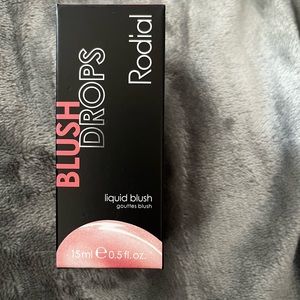 Rodial
BLUSH
DROPS
liquid blush
gouttes blush
15ml ℮ 0.5 fl. oz.